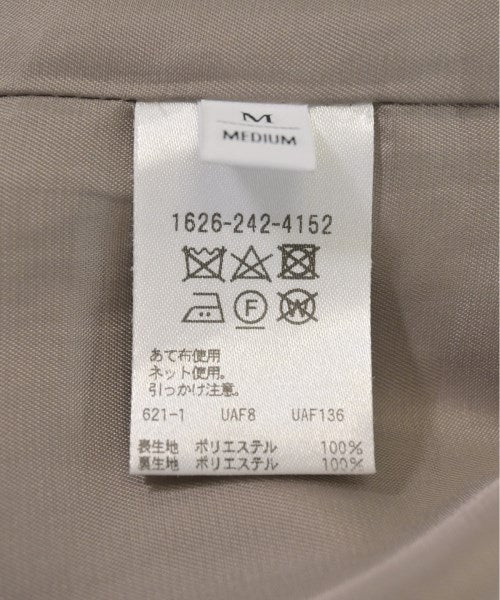 M
MEDIUM
1626-242-4152
F
W
あて布使用
ネット使用。
引っかけ注意。
621-1 UAF8 UAF136
表生地 ポリエステル 100%
裏生地 ポリエステル 100%